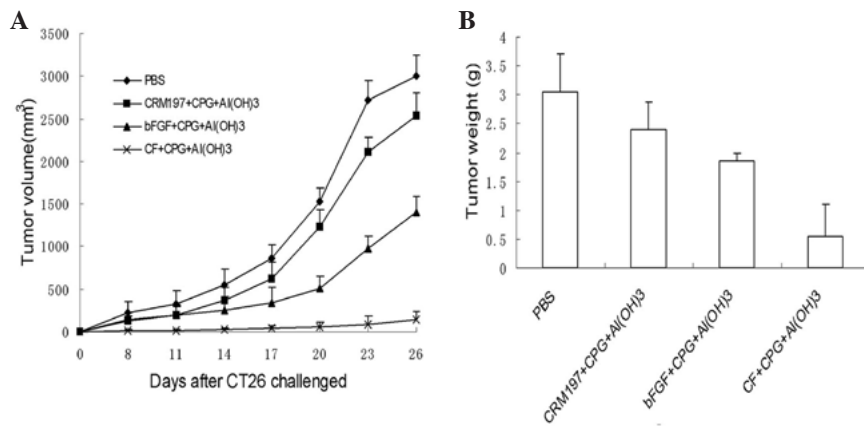 A
Tumor volume(mm3)
3500
3000
2500
2000
1500
1000
500
0
PBS
CRM197+CPG+Al(OH)3
bFGF+CPG+Al(OH)3
CF+CPG+Al(OH)3
0 8 11 14 17 20 23 26
Days after CT26 challenged
B
Tumor weight (g)
4
3.5
3
2.5
2
1.5
1
0.5
0
PBS
CRM197+CPG+Al(OH)3
bFGF+CPG+Al(OH)3
CF+CPG+Al(OH)3